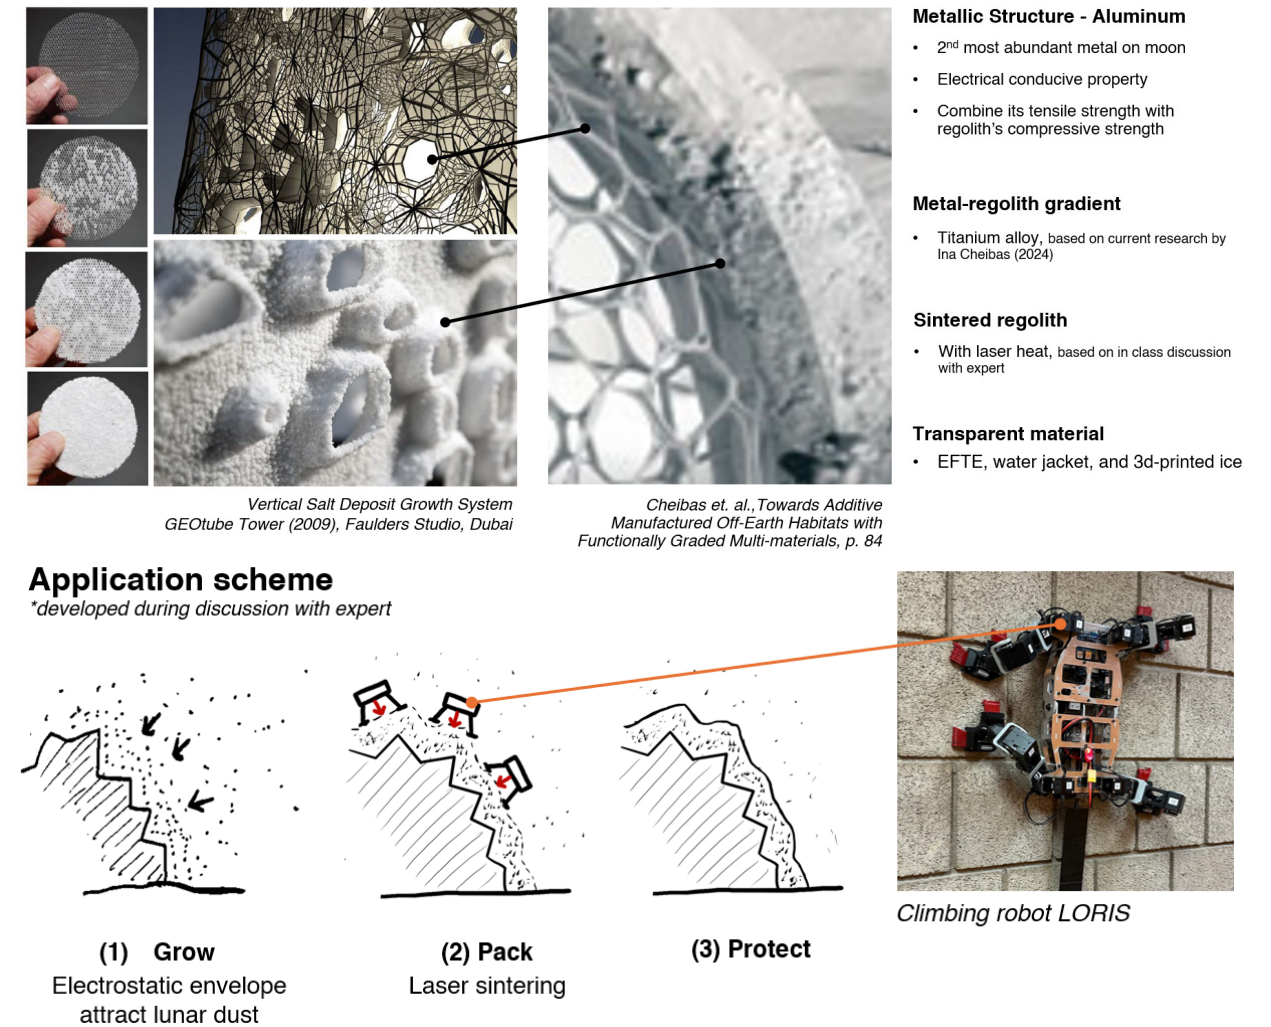 Metallic Structure - Aluminum
• 2nd most abundant metal on moon
• Electrical conducive property
• Combine its tensile strength with
regolith's compressive strength
Metal-regolith gradient
• Titanium alloy, based on current research by
Ina Cheibas (2024)
Sintered regolith
• With laser heat, based on in class discussion
with expert
Transparent material
• EFTE, water jacket, and 3d-printed ice
Vertical Salt Deposit Growth System
GEOtube Tower (2009), Faulders Studio, Dubai
Cheibas et. al.,Towards Additive
Manufactured Off-Earth Habitats with
Functionally Graded Multi-materials, p. 84
Application scheme
*developed during discussion with expert
Climbing robot LORIS
(1) Grow
Electrostatic envelope
attract lunar dust
(2) Pack
Laser sintering
(3) Protect